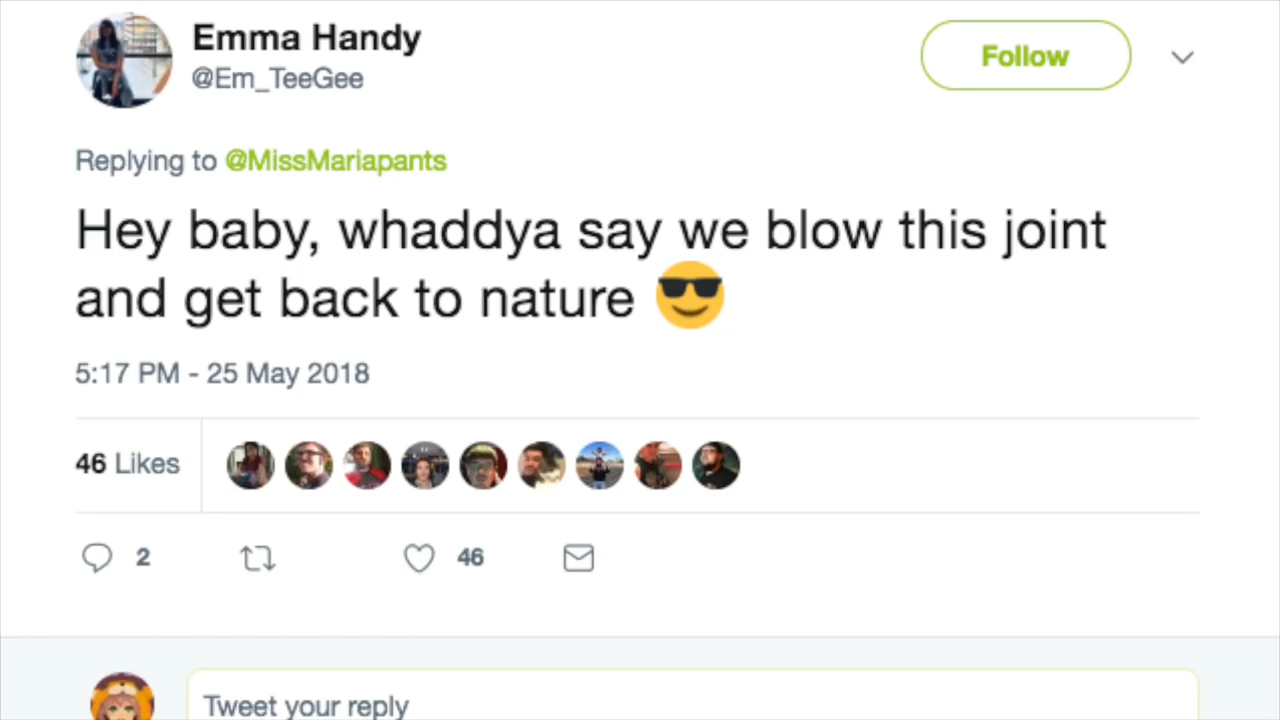 Emma Handy
@Em_TeeGee
Follow
Replying to @MissMariapants
Hey baby, whaddya say we blow this joint
and get back to nature 😎
5:17 PM - 25 May 2018
46 Likes
2
46
Tweet your reply